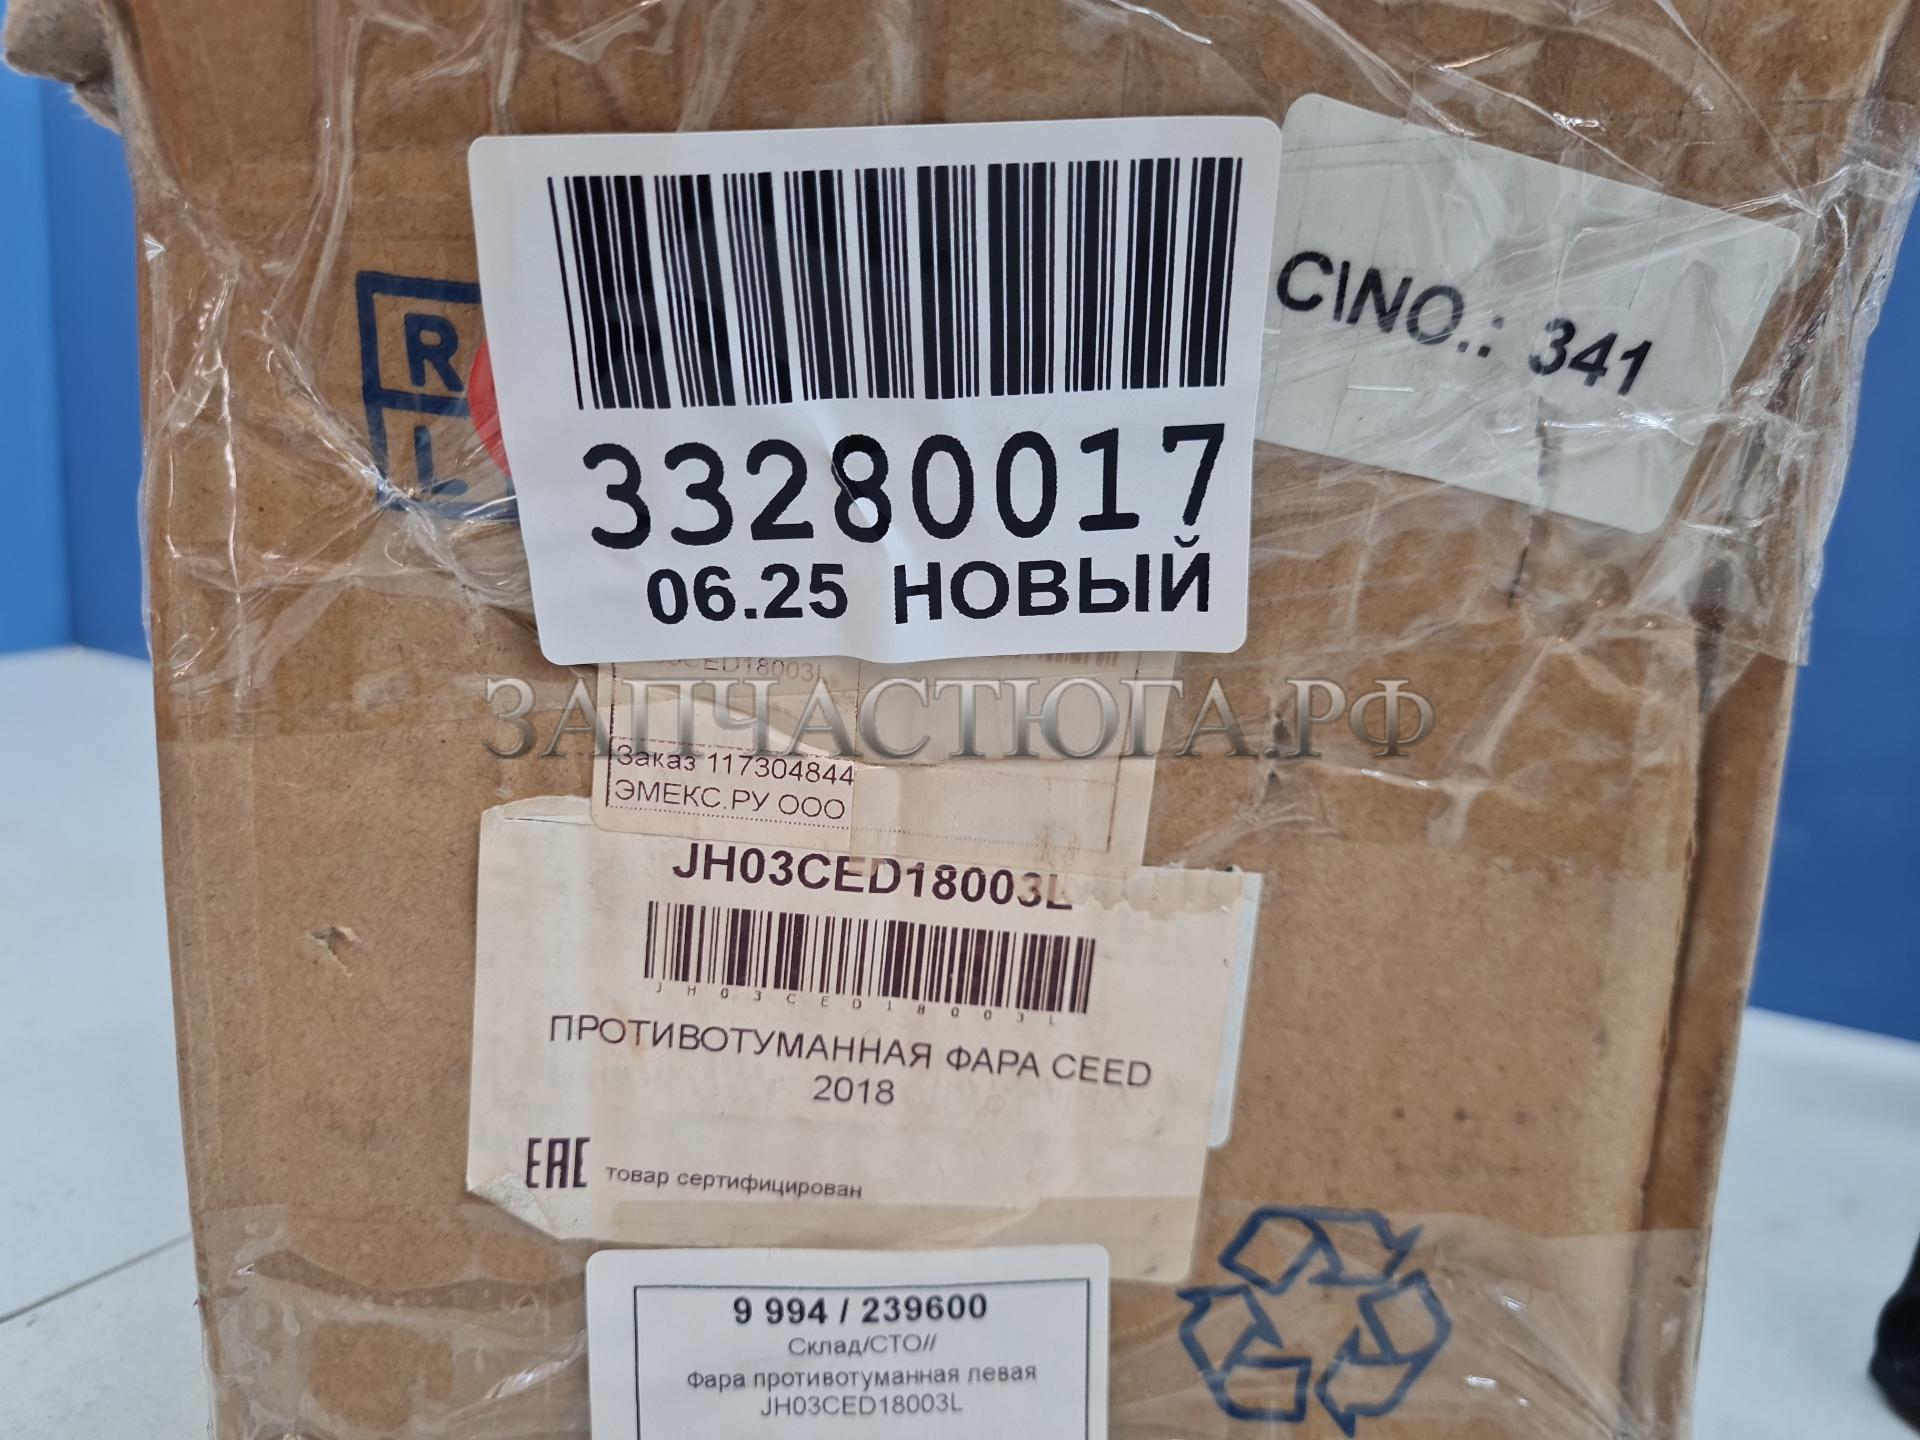 R
L
CINO.: 341
33280017
06.25 НОВЫЙ
ЗАПЧАСТЮГА.РФ
Заказ 117304844
ЭМЕКС.РУ ООО
JH03CED18003L
JH03CED18003L
ПРОТИВОТУМАННАЯ ФАРА CEED
2018
EAC товар сертифицирован
9 994 / 239600
Склад/СТО//
Фара противотуманная левая
JH03CED18003L